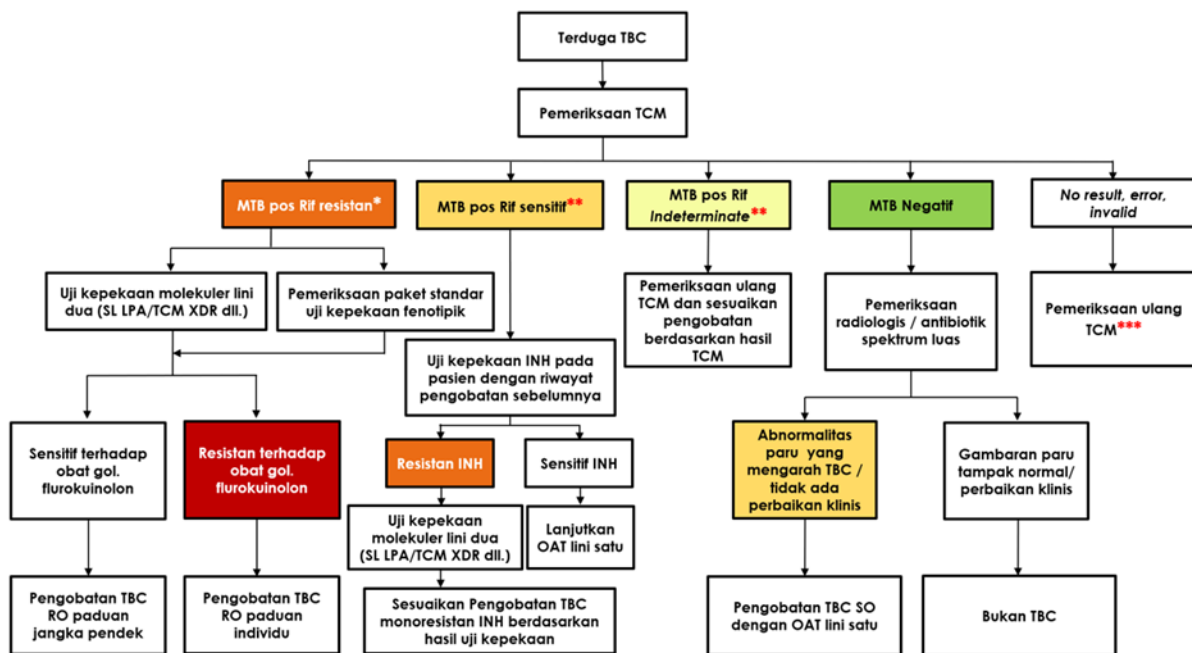 Terduga TBC
Pemeriksaan TCM
MTB pos Rif resistan*
MTB pos Rif sensitif**
MTB pos Rif
Indeterminate**
MTB Negatif
No result, error,
invalid
Uji kepekaan molekuler lini
dua (SL LPA/TCM XDR dll.)
Pemeriksaan paket standar
uji kepekaan fenotipik
Pemeriksaan ulang
TCM dan sesuaikan
pengobatan
berdasarkan hasil
TCM
Pemeriksaan
radiologis / antibiotik
spektrum luas
Pemeriksaan ulang
TCM***
Uji kepekaan INH pada
pasien dengan riwayat
pengobatan sebelumnya
Sensitif terhadap
obat gol.
flurokuinolon
Resistan terhadap
obat gol.
flurokuinolon
Resistan INH
Sensitif INH
Abnormalitas
paru yang
mengarah TBC /
tidak ada
perbaikan klinis
Gambaran paru
tampak normal/
perbaikan klinis
Uji kepekaan
molekuler lini dua
(SL LPA/TCM XDR dll.)
Lanjutkan
OAT lini satu
Pengobatan TBC
RO paduan
jangka pendek
Pengobatan TBC
RO paduan
individu
Sesuaikan Pengobatan TBC
monoresistan INH berdasarkan
hasil uji kepekaan
Pengobatan TBC SO
dengan OAT lini satu
Bukan TBC